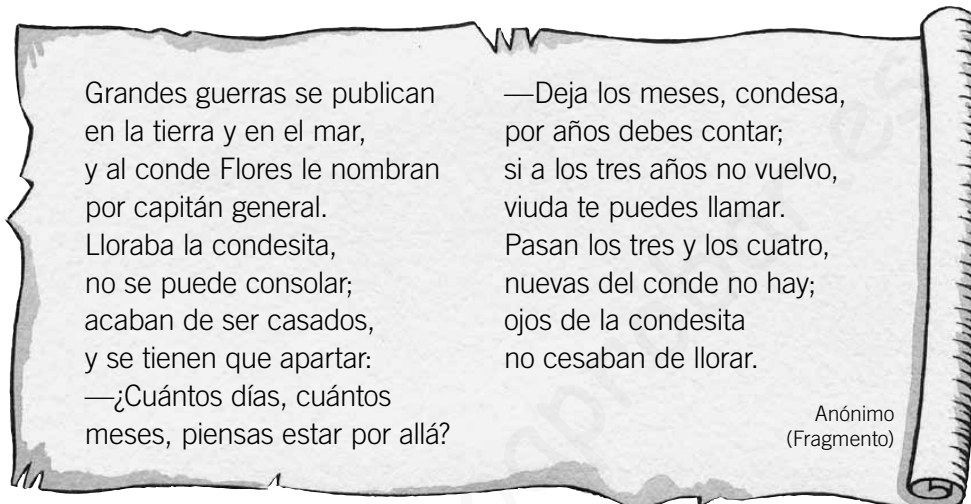 Grandes guerras se publican
en la tierra y en el mar,
y al conde Flores le nombran
por capitán general.
Lloraba la condesita,
no se puede consolar;
acaban de ser casados,
y se tienen que apartar:
—¿Cuántos días, cuántos
meses, piensas estar por allá?
—Deja los meses, condesa,
por años debes contar;
si a los tres años no vuelvo,
viuda te puedes llamar.
Pasan los tres y los cuatro,
nuevas del conde no hay;
ojos de la condesita
no cesaban de llorar.
Anónimo
(Fragmento)